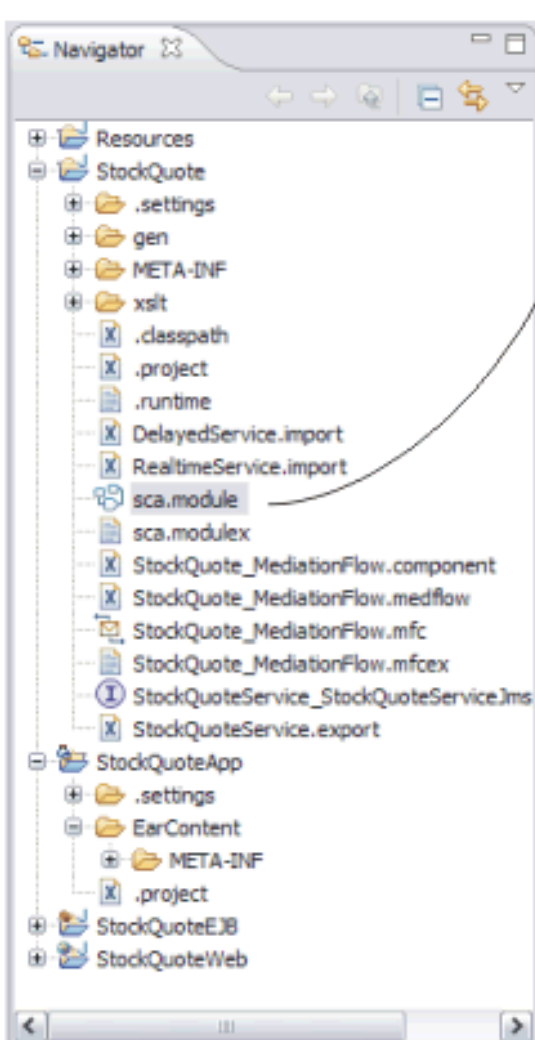 Navigator
Resources
StockQuote
.settings
gen
META-INF
xslt
.classpath
.project
.runtime
DelayedService.import
RealtimeService.import
sca.module
sca.modulex
StockQuote_MediationFlow.component
StockQuote_MediationFlow.medflow
StockQuote_MediationFlow.mfc
StockQuote_MediationFlow.mfcex
StockQuoteService_StockQuoteServiceJms
StockQuoteService.export
StockQuoteApp
.settings
EarContent
META-INF
.project
StockQuoteEJB
StockQuoteWeb